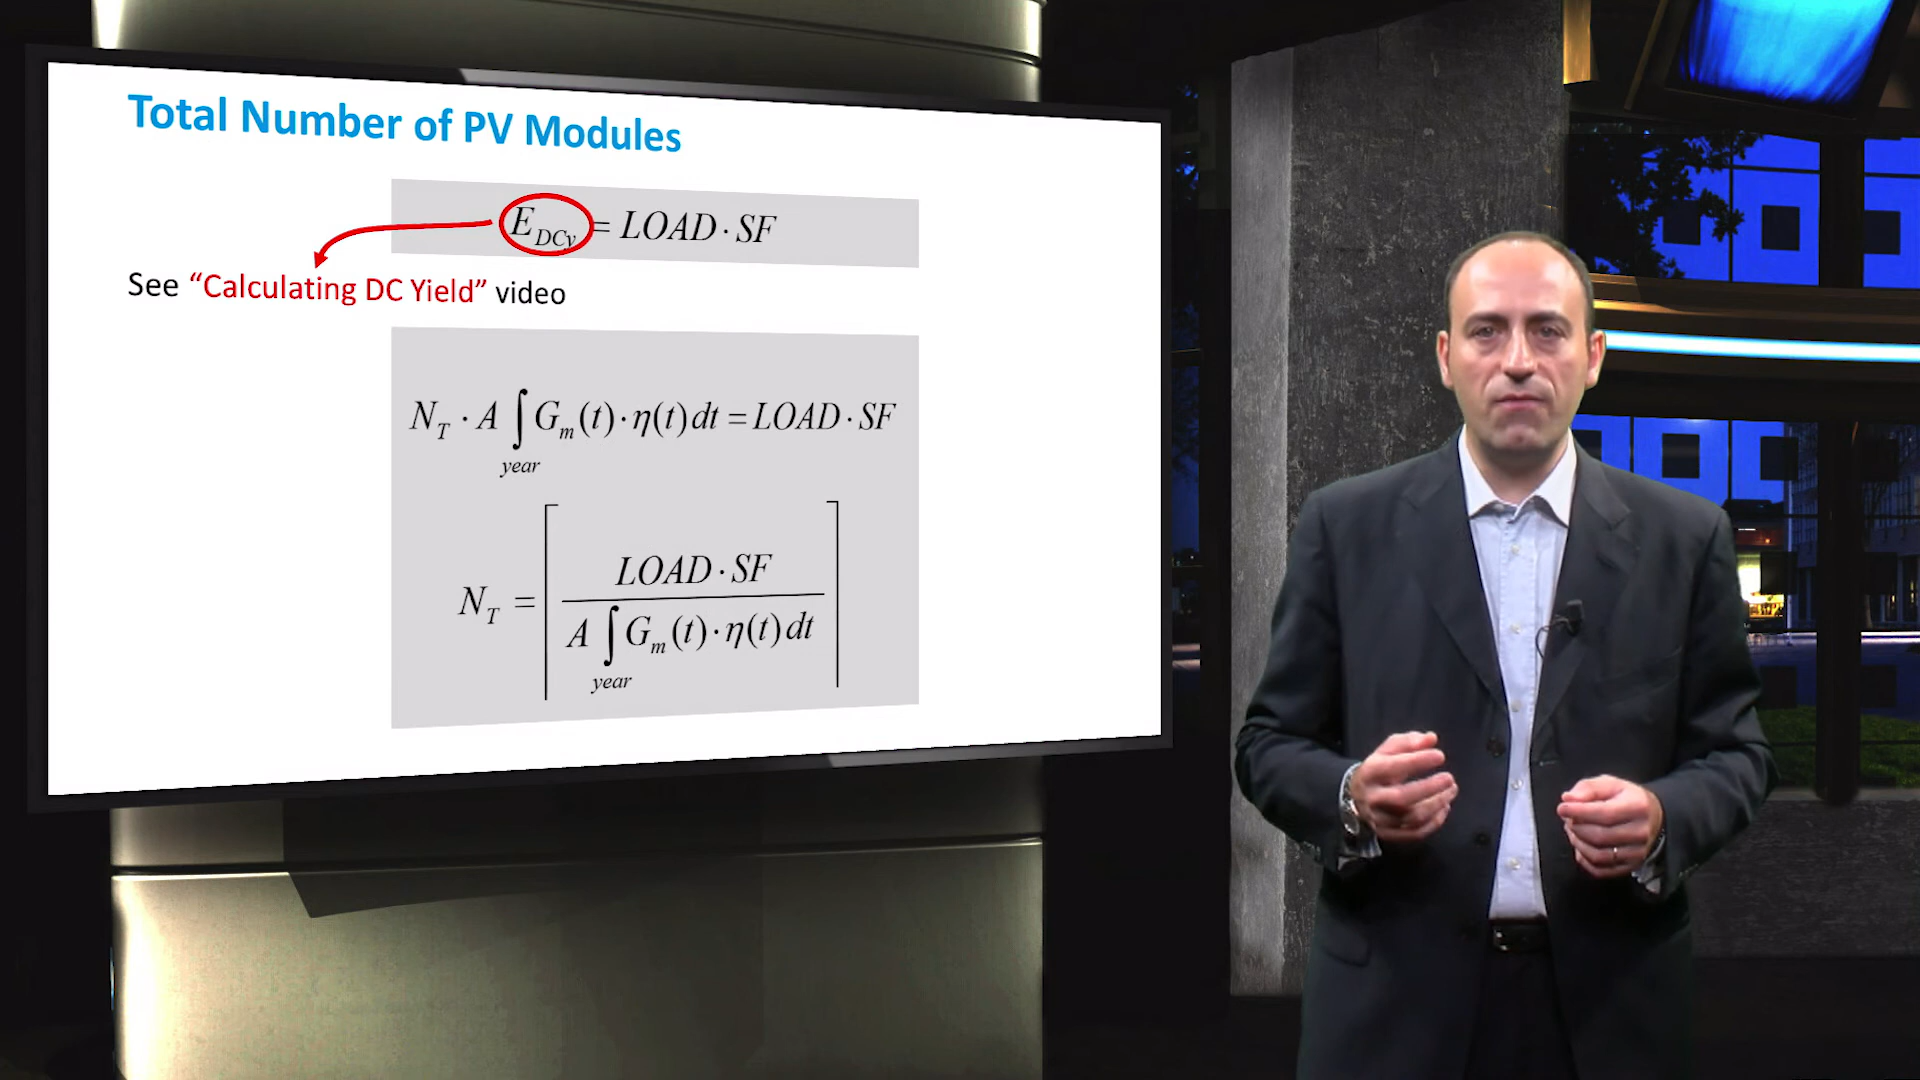 Total Number of PV Modules
E_DCy = LOAD · SF
See “Calculating DC Yield” video
N_T · A ∫_year G_m(t) · η(t) dt = LOAD · SF
N_T = ⌈ LOAD · SF / A ∫_year G_m(t) · η(t) dt ⌉